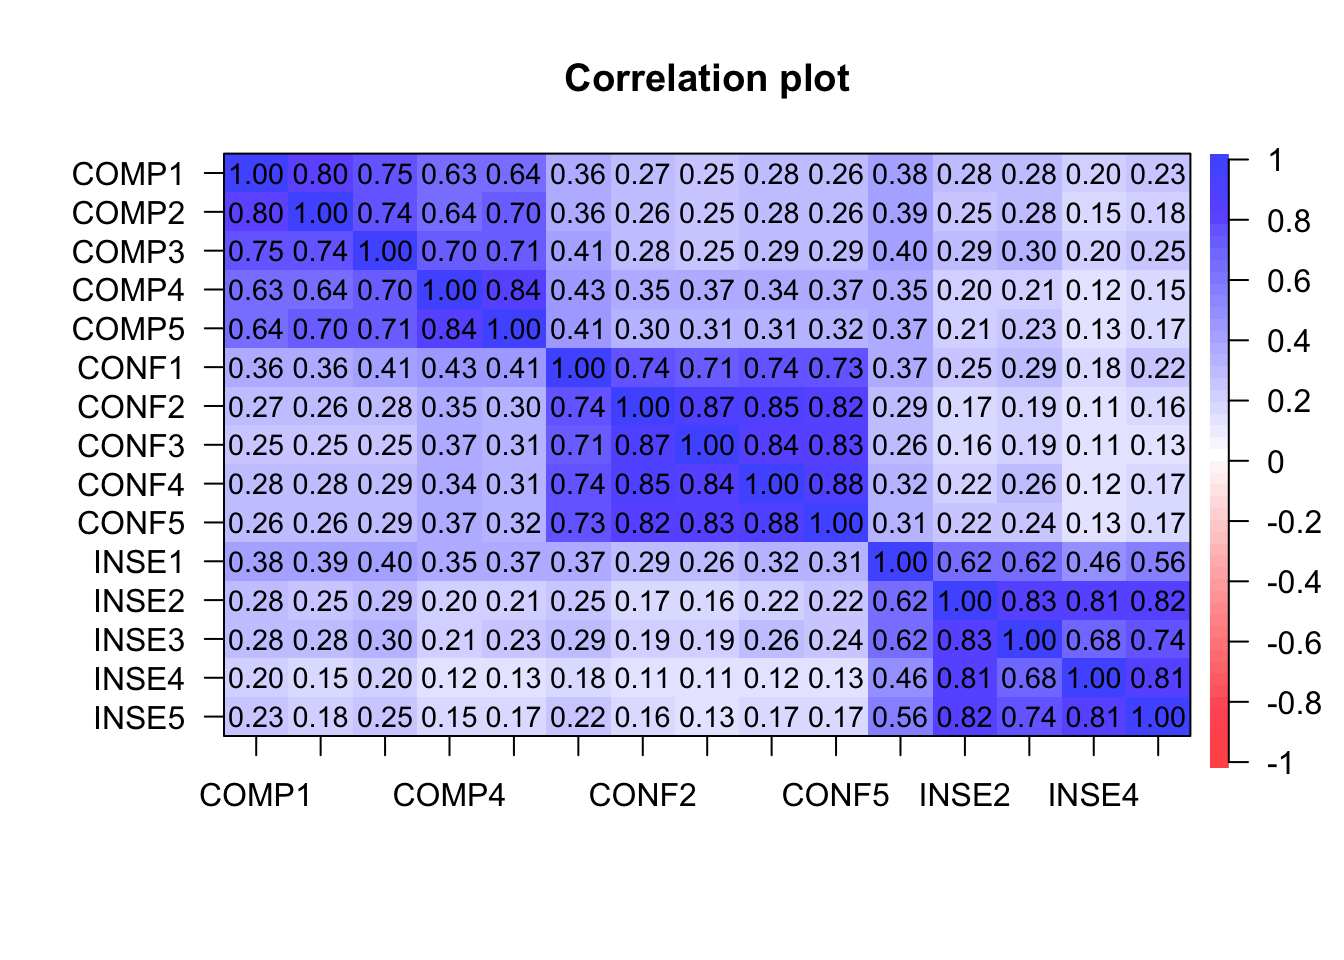 Correlation plot
COMP1 1.00 0.80 0.75 0.63 0.64 0.36 0.27 0.25 0.28 0.26 0.38 0.28 0.28 0.20 0.23
COMP2 0.80 1.00 0.74 0.64 0.70 0.36 0.26 0.25 0.28 0.26 0.39 0.25 0.28 0.15 0.18
COMP3 0.75 0.74 1.00 0.70 0.71 0.41 0.28 0.25 0.29 0.29 0.40 0.29 0.30 0.20 0.25
COMP4 0.63 0.64 0.70 1.00 0.84 0.43 0.35 0.37 0.34 0.37 0.35 0.20 0.21 0.12 0.15
COMP5 0.64 0.70 0.71 0.84 1.00 0.41 0.30 0.31 0.31 0.32 0.37 0.21 0.23 0.13 0.17
CONF1 0.36 0.36 0.41 0.43 0.41 1.00 0.74 0.71 0.74 0.73 0.37 0.25 0.29 0.18 0.22
CONF2 0.27 0.26 0.28 0.35 0.30 0.74 1.00 0.87 0.85 0.82 0.29 0.17 0.19 0.11 0.16
CONF3 0.25 0.25 0.25 0.37 0.31 0.71 0.87 1.00 0.84 0.83 0.26 0.16 0.19 0.11 0.13
CONF4 0.28 0.28 0.29 0.34 0.31 0.74 0.85 0.84 1.00 0.88 0.32 0.22 0.26 0.12 0.17
CONF5 0.26 0.26 0.29 0.37 0.32 0.73 0.82 0.83 0.88 1.00 0.31 0.22 0.24 0.13 0.17
INSE1 0.38 0.39 0.40 0.35 0.37 0.37 0.29 0.26 0.32 0.31 1.00 0.62 0.62 0.46 0.56
INSE2 0.28 0.25 0.29 0.20 0.21 0.25 0.17 0.16 0.22 0.22 0.62 1.00 0.83 0.81 0.82
INSE3 0.28 0.28 0.30 0.21 0.23 0.29 0.19 0.19 0.26 0.24 0.62 0.83 1.00 0.68 0.74
INSE4 0.20 0.15 0.20 0.12 0.13 0.18 0.11 0.11 0.12 0.13 0.46 0.81 0.68 1.00 0.81
INSE5 0.23 0.18 0.25 0.15 0.17 0.22 0.16 0.13 0.17 0.17 0.56 0.82 0.74 0.81 1.00
COMP1 COMP4 CONF2 CONF5 INSE2 INSE4
1
0.8
0.6
0.4
0.2
0
-0.2
-0.4
-0.6
-0.8
-1